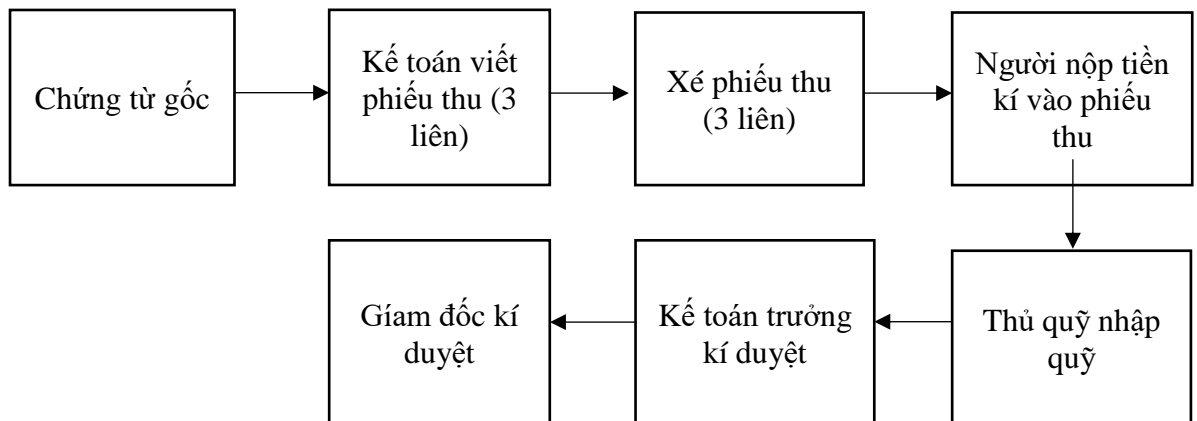 Chứng từ gốc
Kế toán viết
phiếu thu (3
liên)
Xé phiếu thu
(3 liên)
Người nộp tiền
kí vào phiếu
thu
Thủ quỹ nhập
quỹ
Kế toán trưởng
kí duyệt
Gíam đốc kí
duyệt